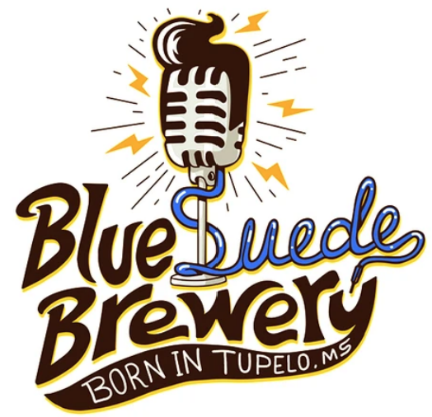 Blue Suede
Brewery
BORN IN TUPELO, MS